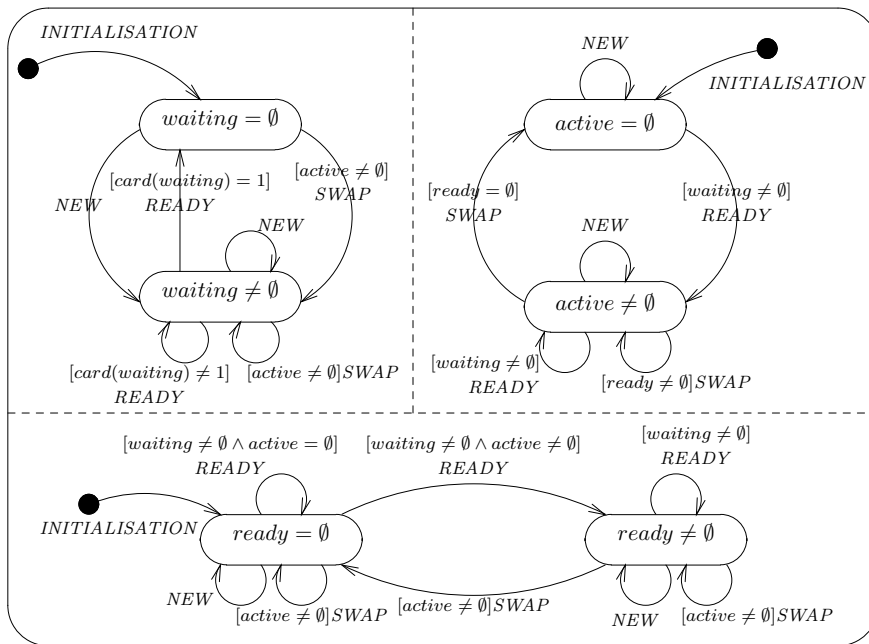 INITIALISATION
waiting = ∅
[card(waiting) = 1]
READY
[active ≠ ∅]
SWAP
NEW
NEW
waiting ≠ ∅
[card(waiting) ≠ 1]
READY
[active ≠ ∅]SWAP
NEW
INITIALISATION
active = ∅
[ready = ∅]
SWAP
[waiting ≠ ∅]
READY
NEW
active ≠ ∅
[waiting ≠ ∅]
READY
[ready ≠ ∅]SWAP
[waiting ≠ ∅ ∧ active = ∅]
READY
[waiting ≠ ∅ ∧ active ≠ ∅]
READY
[waiting ≠ ∅]
READY
INITIALISATION
ready = ∅
ready ≠ ∅
NEW
[active ≠ ∅]SWAP
[active ≠ ∅]SWAP
NEW
[active ≠ ∅]SWAP